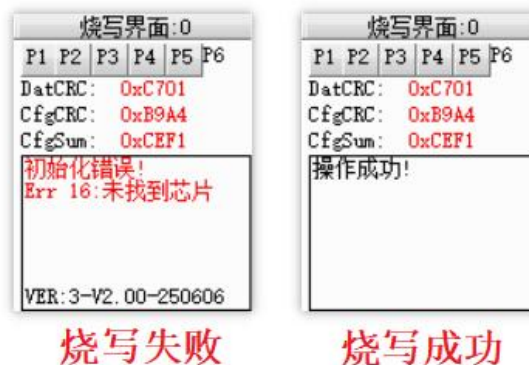 烧写界面:0
P1 P2 P3 P4 P5 P6
DatCRC: 0xC701
CfgCRC: 0xB9A4
CfgSum: 0xCEF1
初始化错误!
Err 16:未找到芯片
VER:3-V2.00-250606
烧写失败
烧写界面:0
P1 P2 P3 P4 P5 P6
DatCRC: 0xC701
CfgCRC: 0xB9A4
CfgSum: 0xCEF1
操作成功!
烧写成功